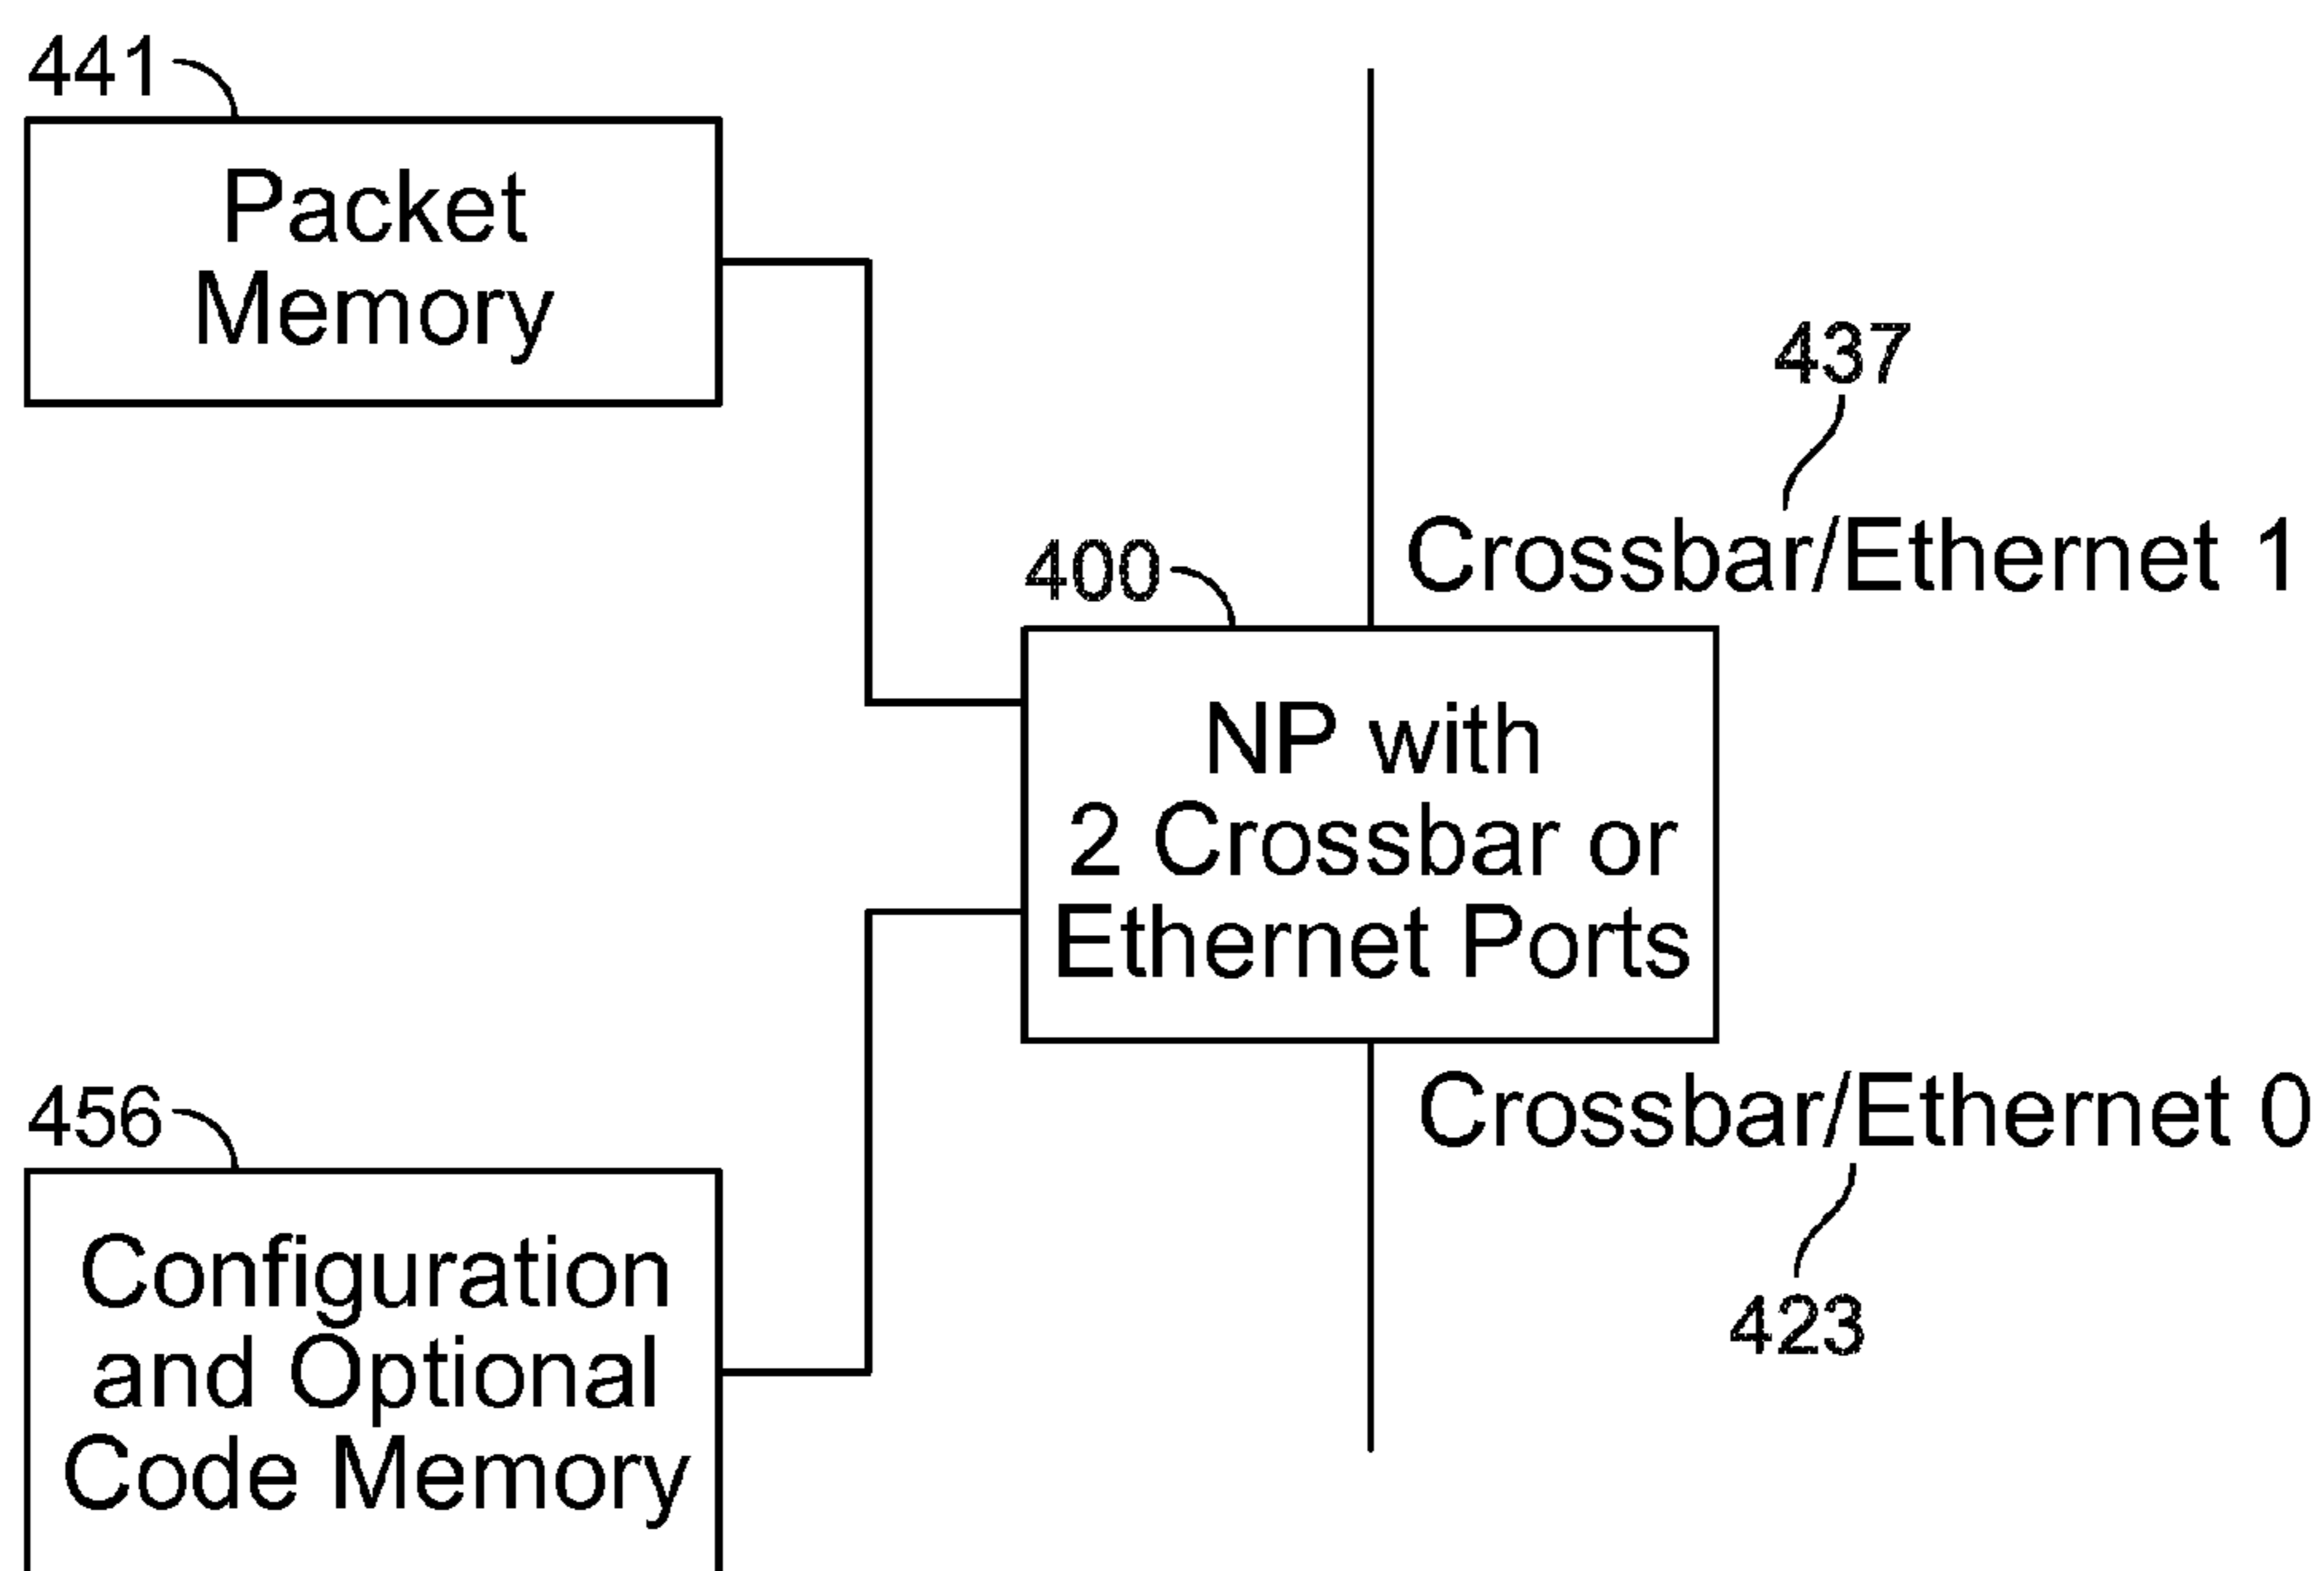 441
Packet
Memory
437
Crossbar/Ethernet 1
400
NP with
2 Crossbar or
Ethernet Ports
Crossbar/Ethernet 0
423
456
Configuration
and Optional
Code Memory